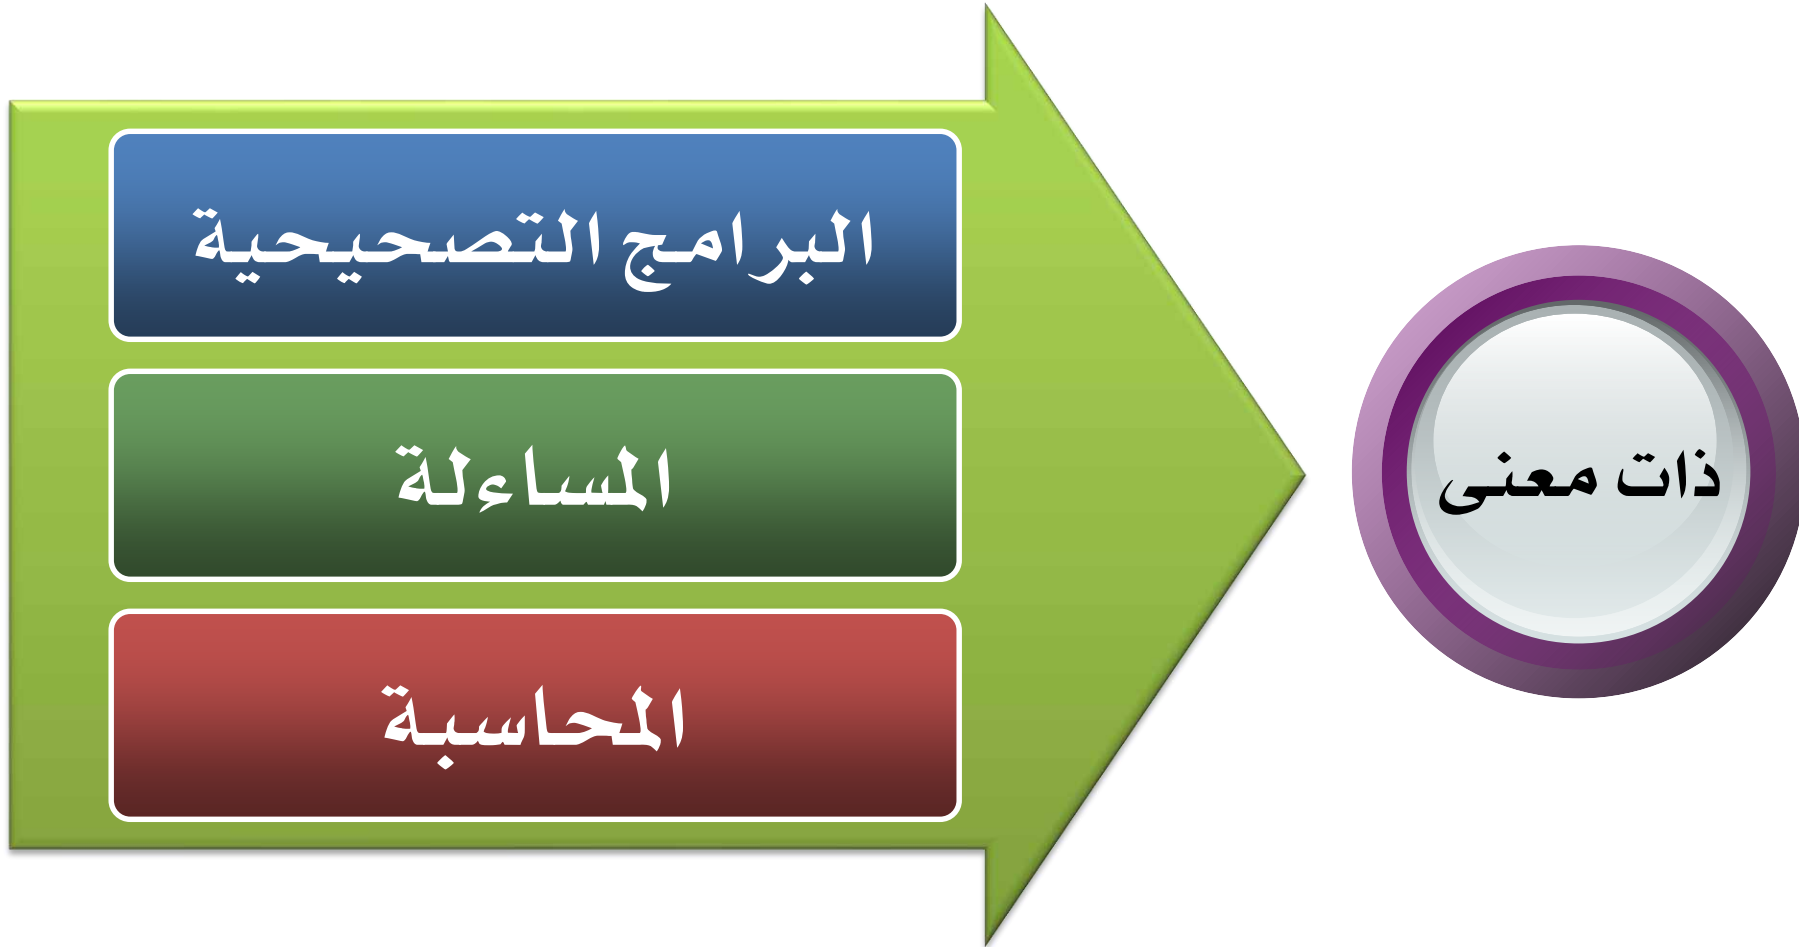 البرامج التصحيحية
المساءلة
المحاسبة
ذات معنى